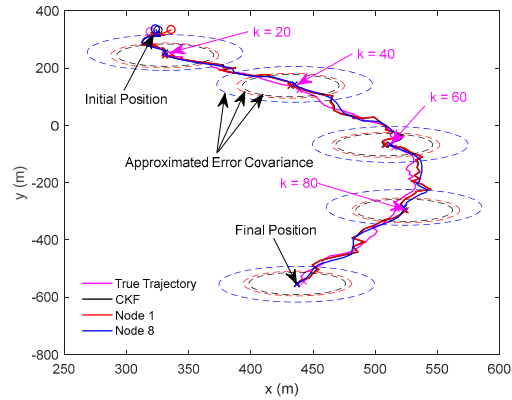 400
200
0
-200
-400
-600
-800
250
300
350
400
450
500
550
600
x (m)
y (m)
k = 20
k = 40
k = 60
k = 80
Initial Position
Approximated Error Covariance
Final Position
True Trajectory
CKF
Node 1
Node 8